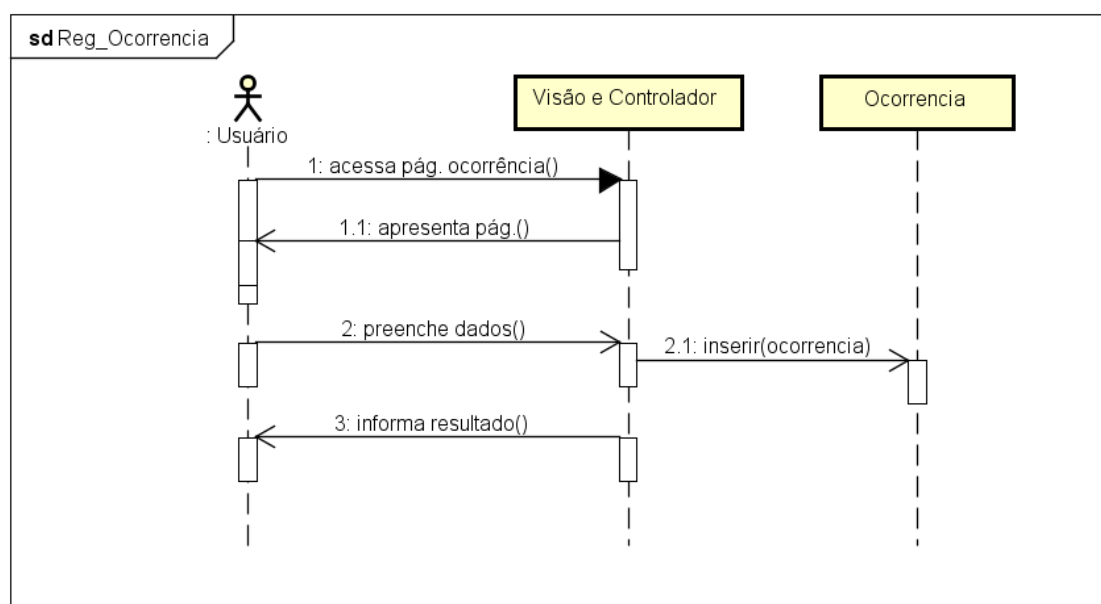 sd Reg_Ocorrencia
Visão e Controlador
Ocorrencia
: Usuário
1: acessa pág. ocorrência()
1.1: apresenta pág.()
2: preenche dados()
2.1: inserir(ocorrencia)
3: informa resultado()